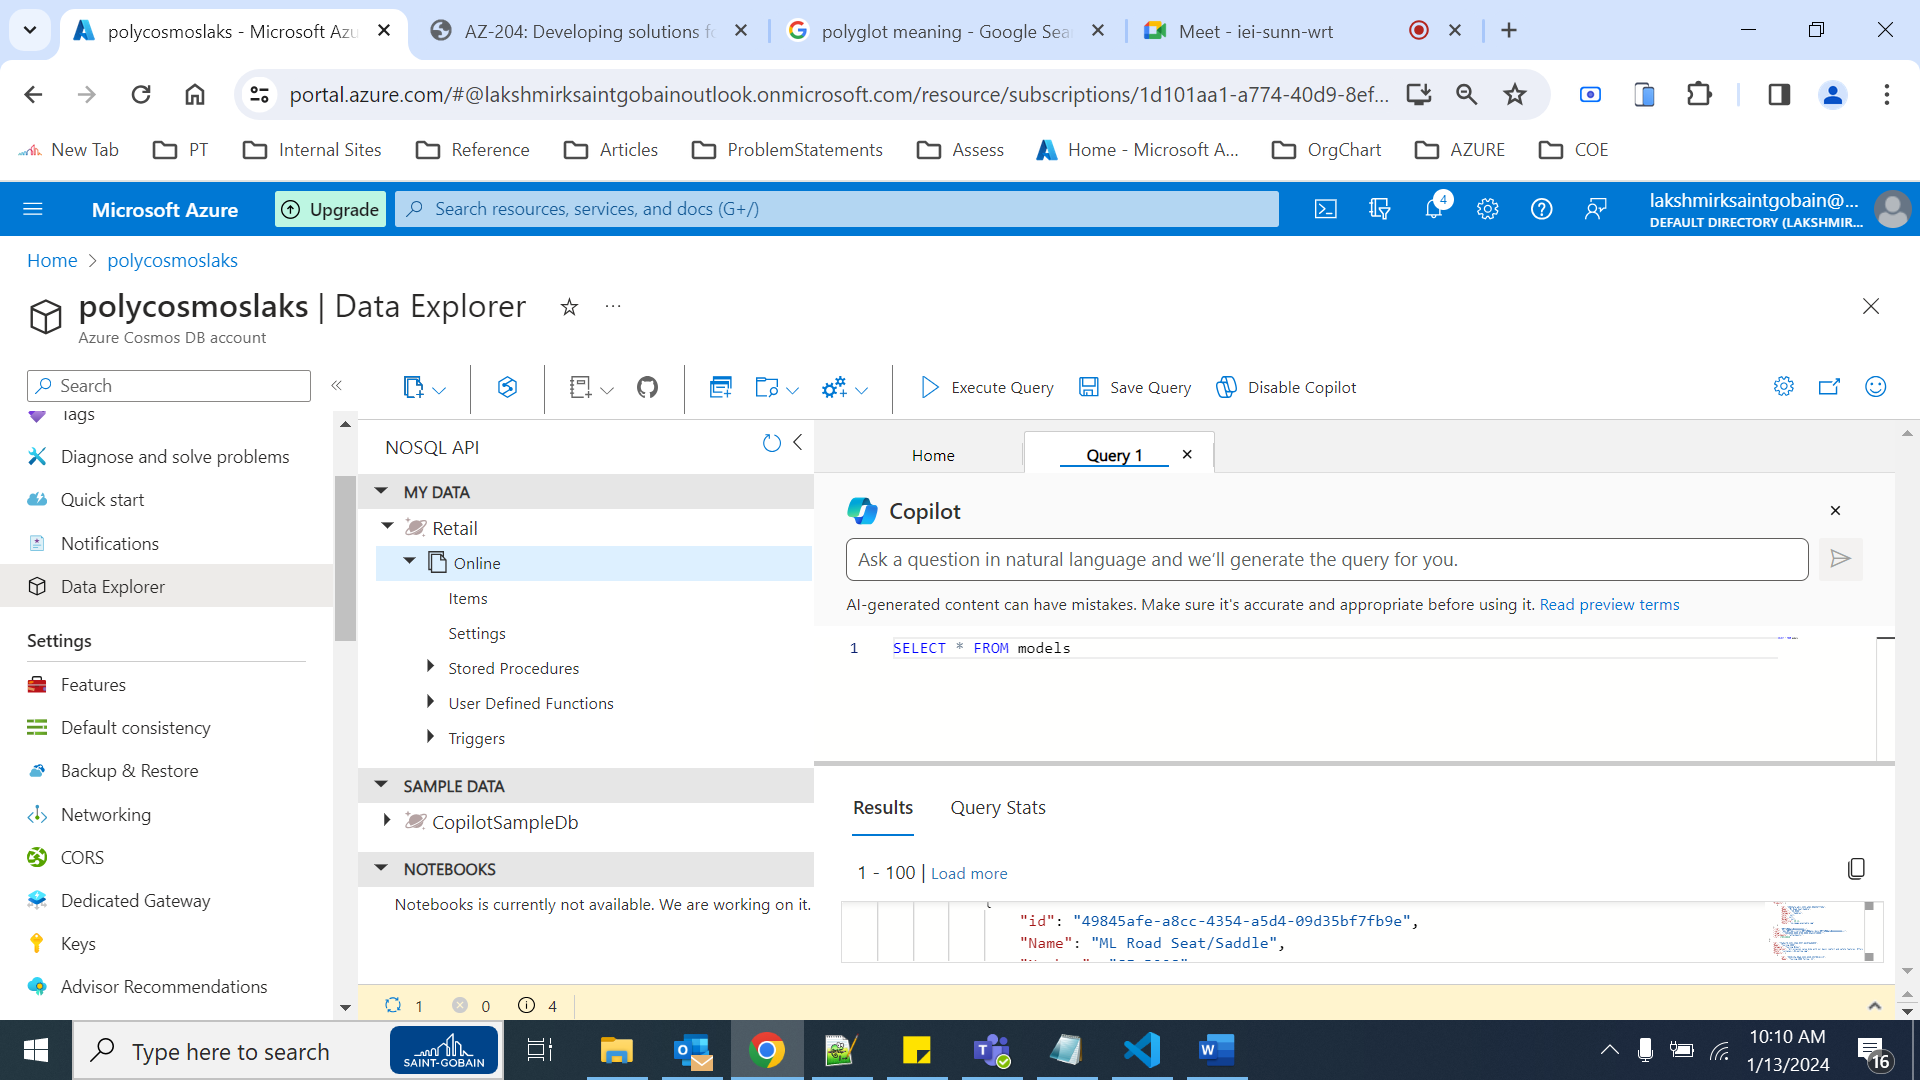 polycosmoslaks - Microsoft Azu
AZ-204: Developing solutions fo
polyglot meaning - Google Sea
Meet - iei-sunn-wrt
portal.azure.com/#@lakshmirksaintgobainoutlook.onmicrosoft.com/resource/subscriptions/1d101aa1-a774-40d9-8ef...
New Tab
PT
Internal Sites
Reference
Articles
ProblemStatements
Assess
Home - Microsoft A...
OrgChart
AZURE
COE
Microsoft Azure
Upgrade
Search resources, services, and docs (G+/)
4
lakshmirksaintgobain@...
DEFAULT DIRECTORY (LAKSHMIR...
Home > polycosmoslaks
polycosmoslaks | Data Explorer
Azure Cosmos DB account
Search
Tags
Diagnose and solve problems
Quick start
Notifications
Data Explorer
Settings
Features
Default consistency
Backup & Restore
Networking
CORS
Dedicated Gateway
Keys
Advisor Recommendations
Execute Query
Save Query
Disable Copilot
NOSQL API
MY DATA
Retail
Online
Items
Settings
Stored Procedures
User Defined Functions
Triggers
SAMPLE DATA
CopilotSampleDb
NOTEBOOKS
Notebooks is currently not available. We are working on it.
Home
Query 1
Copilot
Ask a question in natural language and we'll generate the query for you.
AI-generated content can have mistakes. Make sure it's accurate and appropriate before using it. Read preview terms
1 SELECT * FROM models
Results
Query Stats
1 - 100 | Load more
{
"id": "49845afe-a8cc-4354-a5d4-09d35bf7fb9e",
"Name": "ML Road Seat/Saddle",
1
0
4
Type here to search
SAINT-GOBAIN
10:10 AM
1/13/2024
16